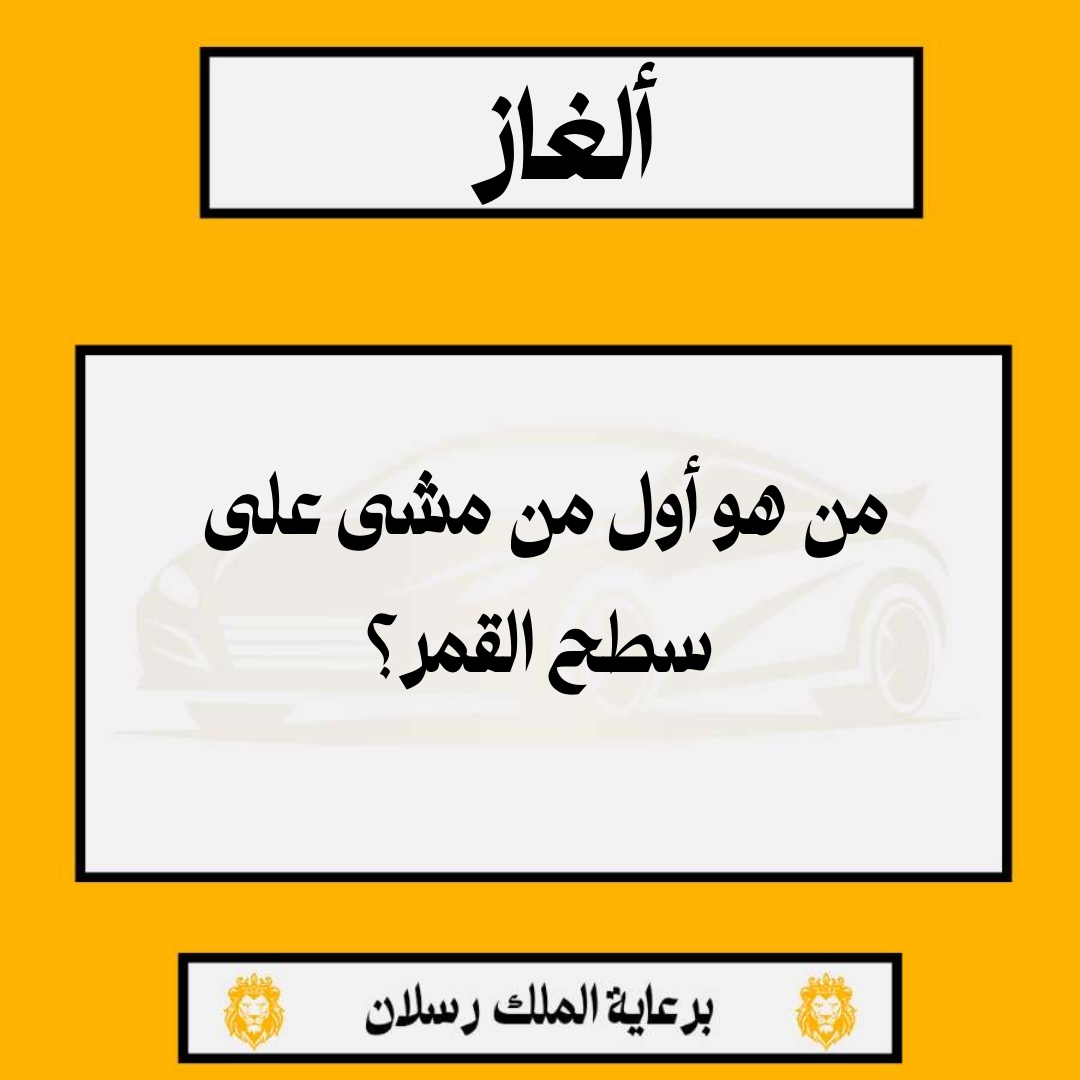 ألغاز
من هو أول من مشى على
سطح القمر؟
برعاية الملك رسلان